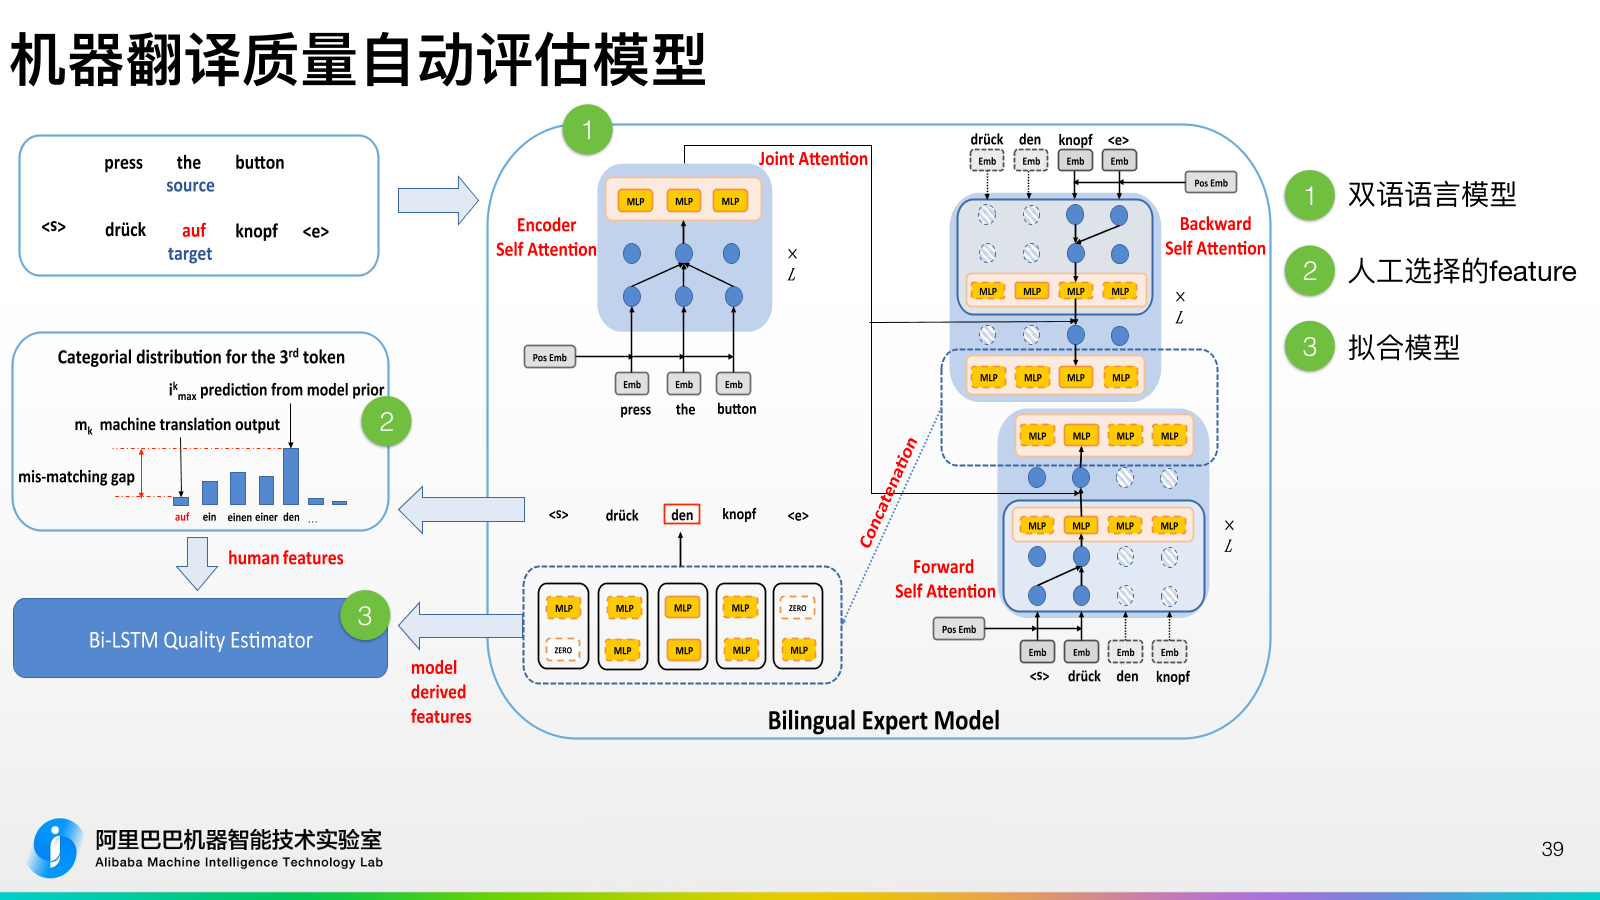 机器翻译质量自动评估模型
press the button
source
<s> drück auf knopf <e>
target
Categorial distribution for the 3rd token
i^k_max prediction from model prior
m_k machine translation output
mis-matching gap
auf ein einen einer den ...
2
human features
3
Bi-LSTM Quality Estimator
model
derived
features
1
Joint Attention
MLP MLP MLP
Encoder
Self Attention
×
L
Pos Emb
Emb Emb Emb
press the button
<s> drück den knopf <e>
MLP MLP MLP MLP ZERO
ZERO MLP MLP MLP MLP
Concatenation
drück den knopf <e>
Emb Emb Emb Emb
Pos Emb
Backward
Self Attention
MLP MLP MLP MLP
×
L
MLP MLP MLP MLP
MLP MLP MLP MLP
MLP MLP MLP MLP
×
L
Forward
Self Attention
Pos Emb
Emb Emb Emb Emb
<s> drück den knopf
Bilingual Expert Model
1 双语语言模型
2 人工选择的feature
3 拟合模型
阿里巴巴机器智能技术实验室
Alibaba Machine Intelligence Technology Lab
39